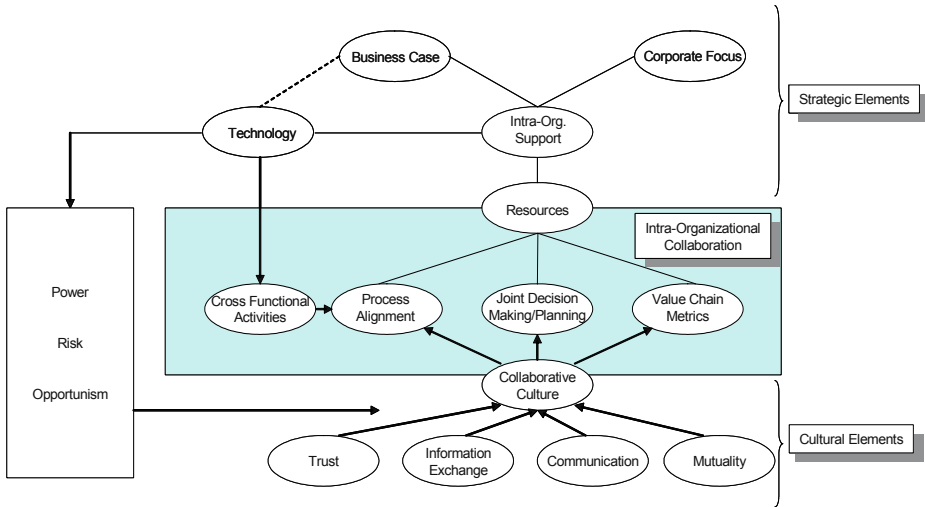 Business Case
Corporate Focus
Strategic Elements
Technology
Intra-Org.
Support
Resources
Intra-Organizational
Collaboration
Power
Risk
Opportunism
Cross Functional
Activities
Process
Alignment
Joint Decision
Making/Planning
Value Chain
Metrics
Collaborative
Culture
Cultural Elements
Trust
Information
Exchange
Communication
Mutuality